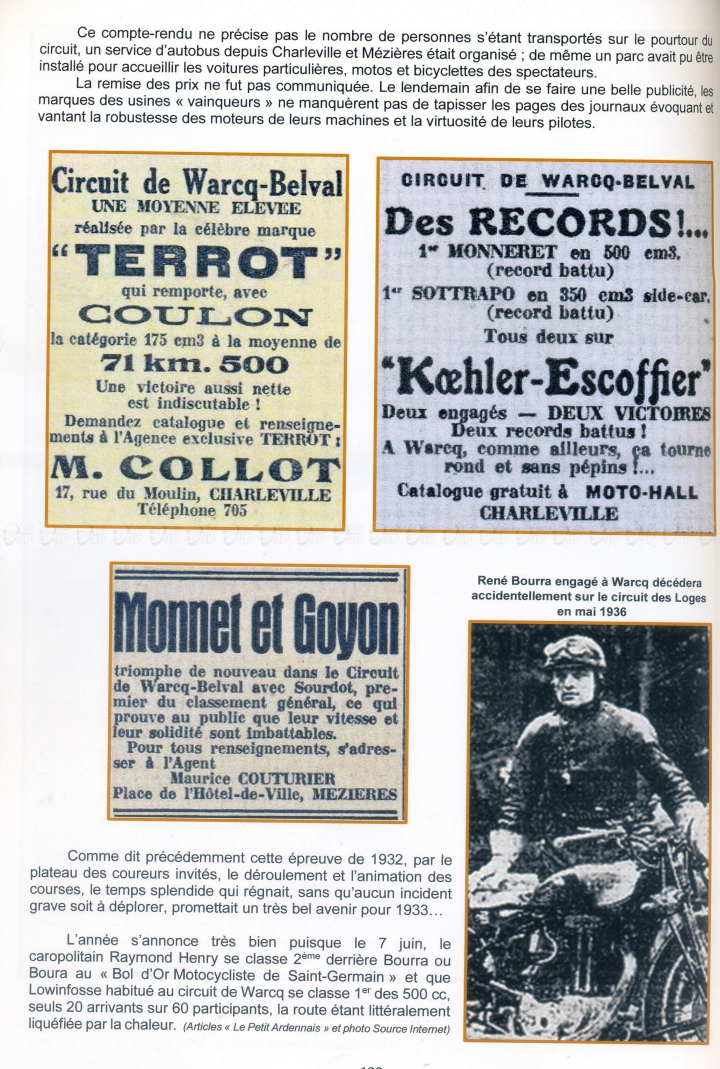 Ce compte-rendu ne précise pas le nombre de personnes s'étant transportés sur le pourtour du
circuit, un service d'autobus depuis Charleville et Mézières était organisé ; de même un parc avait pu être
installé pour accueillir les voitures particulières, motos et bicyclettes des spectateurs.
La remise des prix ne fut pas communiquée. Le lendemain afin de se faire une belle publicité, les
marques des usines « vainqueurs » ne manquèrent pas de tapisser les pages des journaux évoquant et
vantant la robustesse des moteurs de leurs machines et la virtuosité de leurs pilotes.
Circuit de Warcq-Belval
UNE MOYENNE ELEVEE
réalisée par la célèbre marque
“TERROT”
qui remporte, avec
COULON
la catégorie 175 cm3 à la moyenne de
71 km. 500
Une victoire aussi nette
est indiscutable !
Demandez catalogue et renseigne-
ments à l'Agence exclusive TERROT :
M. COLLOT
17, rue du Moulin, CHARLEVILLE
Téléphone 705
CIRCUIT DE WARCQ-BELVAL
Des RECORDS!...
1er MONNERET en 500 cm3.
(record battu)
1er SOTTRAPO en 350 cm3 side-car.
(record battu)
Tous deux sur
“Kœhler-Escoffier”
Deux engagés — DEUX VICTOIRES
Deux records battus !
A Warcq, comme ailleurs, ça tourne
rond et sans pépins !...
Catalogue gratuit à MOTO-HALL
CHARLEVILLE
Monnet et Goyon
triomphe de nouveau dans le Circuit
de Warcq-Belval avec Sourdot, pre-
mier du classement général, ce qui
prouve au public que leur vitesse et
leur solidité sont imbattables.
Pour tous renseignements, s'adres-
ser à l'Agent
Maurice COUTURIER
Place de l'Hôtel-de-Ville, MEZIERES
René Bourra engagé à Warcq décédera
accidentellement sur le circuit des Loges
en mai 1936
Comme dit précédemment cette épreuve de 1932, par le
plateau des coureurs invités, le déroulement et l'animation des
courses, le temps splendide qui régnait, sans qu'aucun incident
grave soit à déplorer, promettait un très bel avenir pour 1933…
L'année s'annonce très bien puisque le 7 juin, le
caropolitain Raymond Henry se classe 2ème derrière Bourra ou
Boura au « Bol d'Or Motocycliste de Saint-Germain » et que
Lowinfosse habitué au circuit de Warcq se classe 1er des 500 cc,
seuls 20 arrivants sur 60 participants, la route étant littéralement
liquéfiée par la chaleur. (Articles « Le Petit Ardennais » et photo Source Internet)